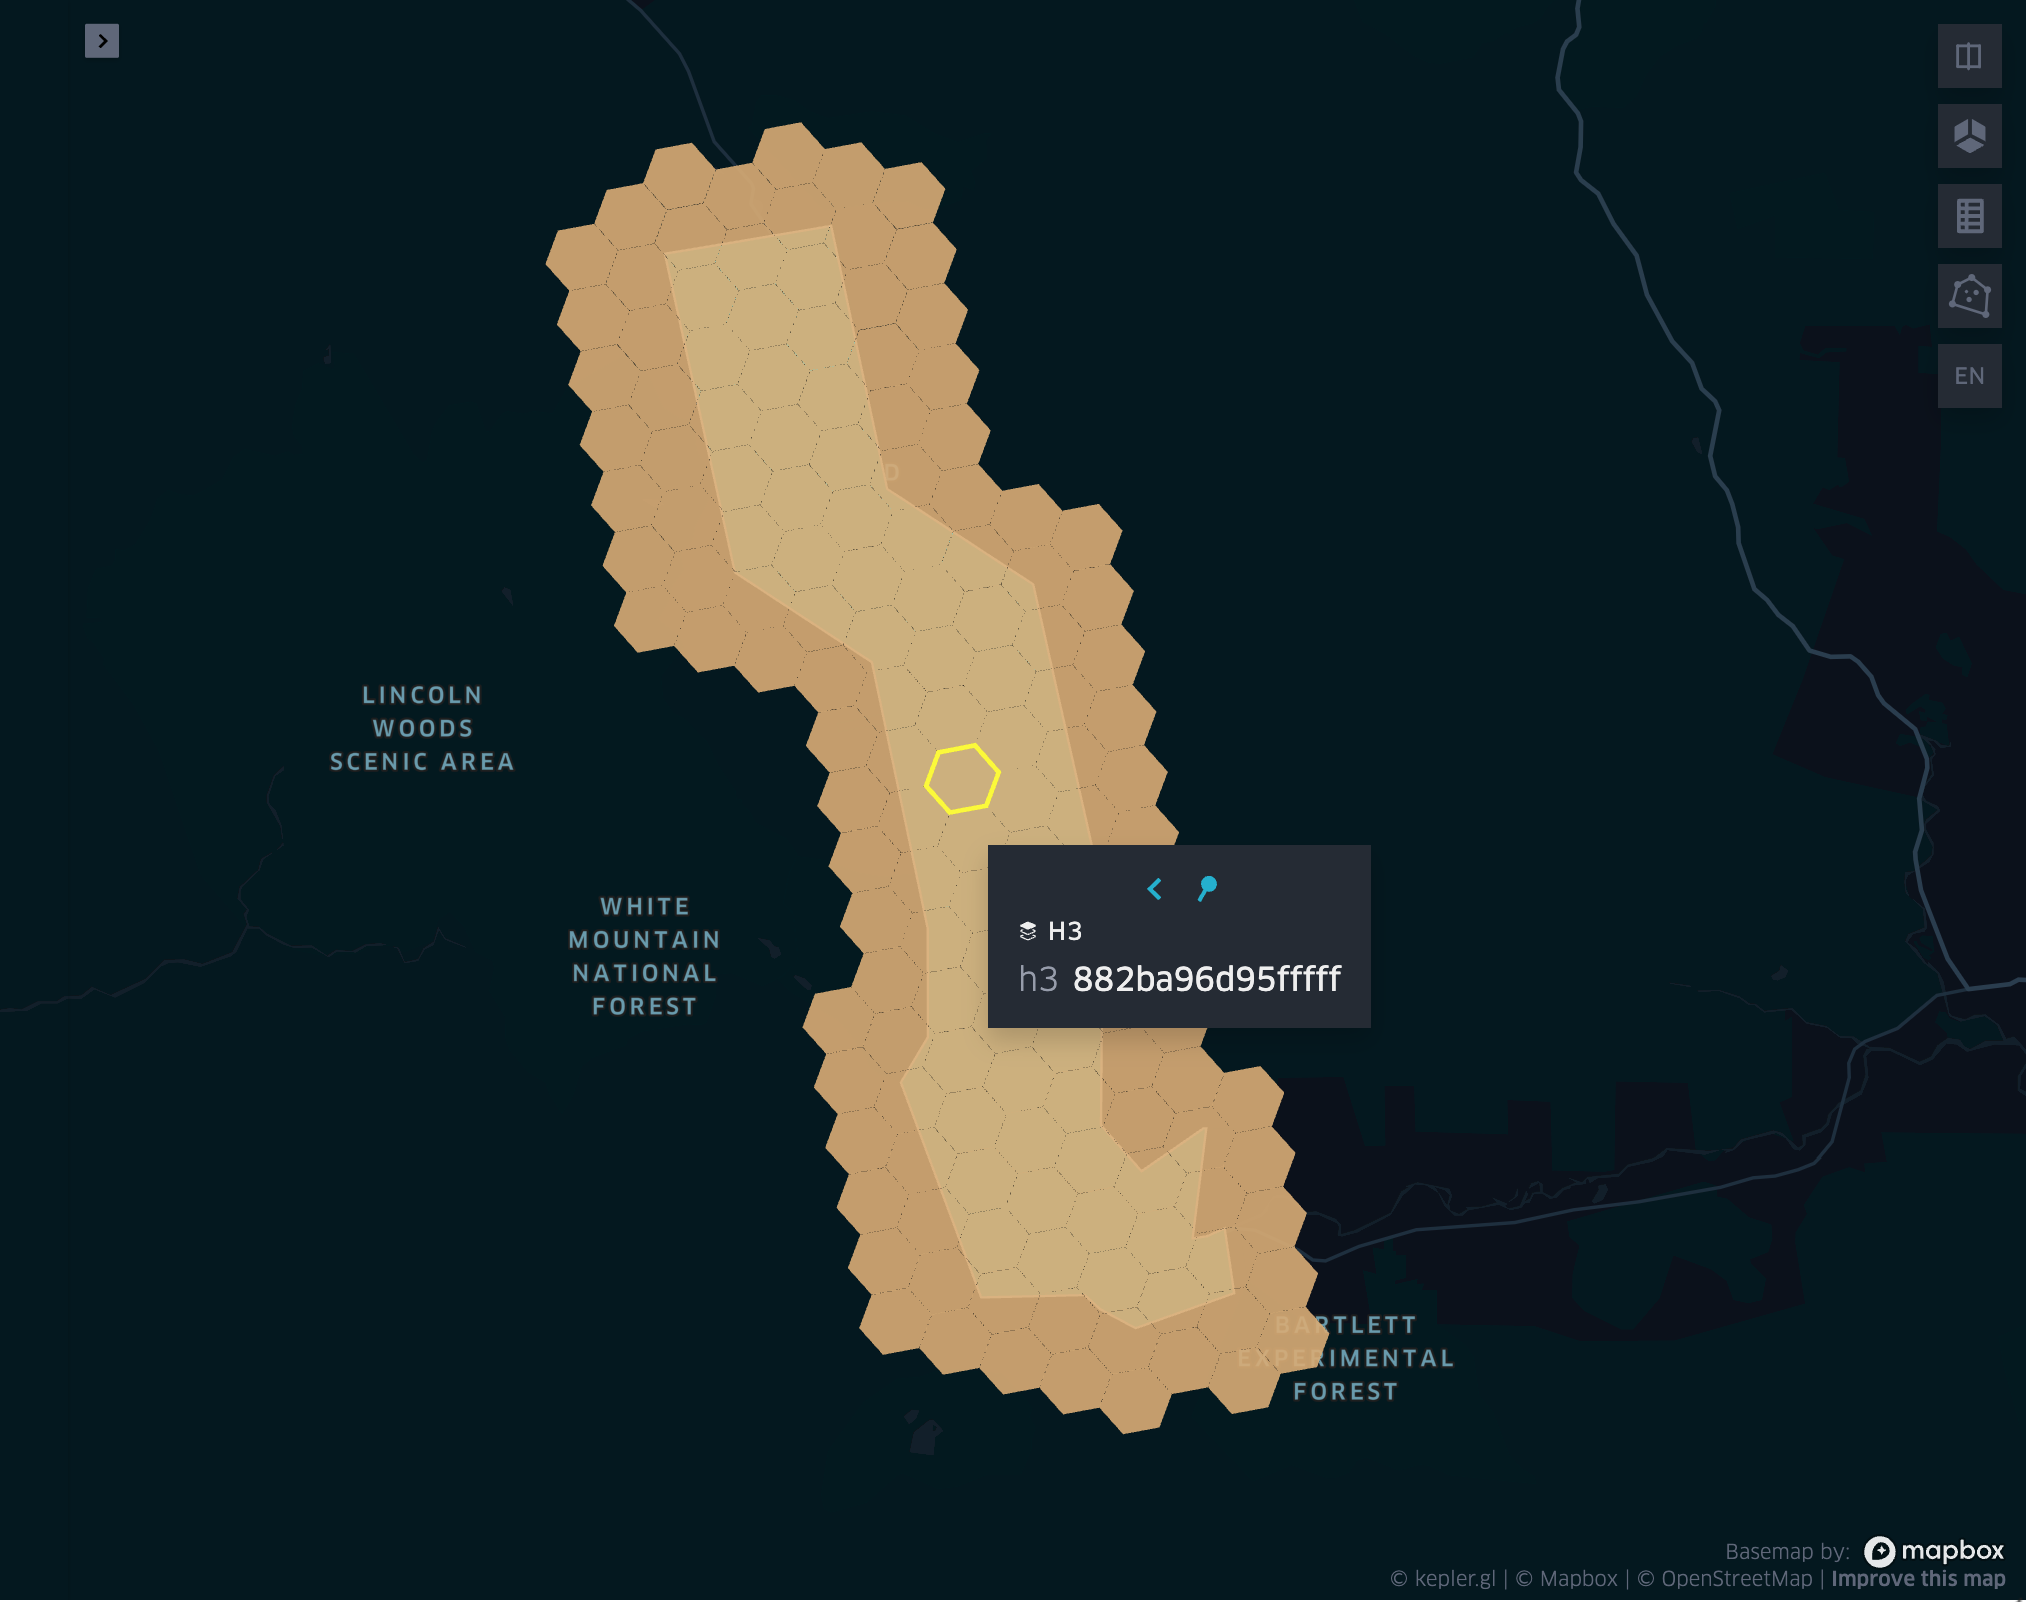 EN
D
LINCOLN
WOODS
SCENIC AREA
WHITE
MOUNTAIN
NATIONAL
FOREST
H3
h3 882ba96d95fffff
BARTLETT
EXPERIMENTAL
FOREST
Basemap by: mapbox
© kepler.gl | © Mapbox | © OpenStreetMap | Improve this map